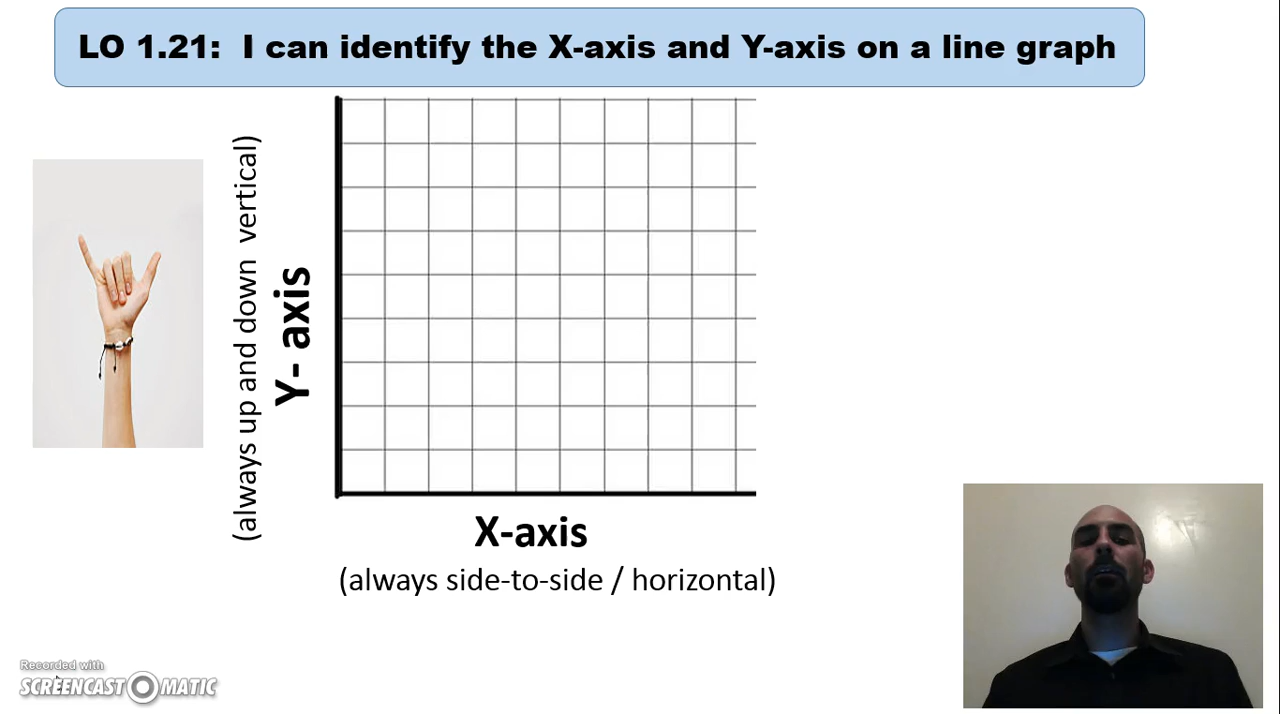 LO 1.21:  I can identify the X-axis and Y-axis on a line graph
(always up and down  vertical)
Y- axis
X-axis
(always side-to-side / horizontal)
Recorded with
SCREENCAST MATIC